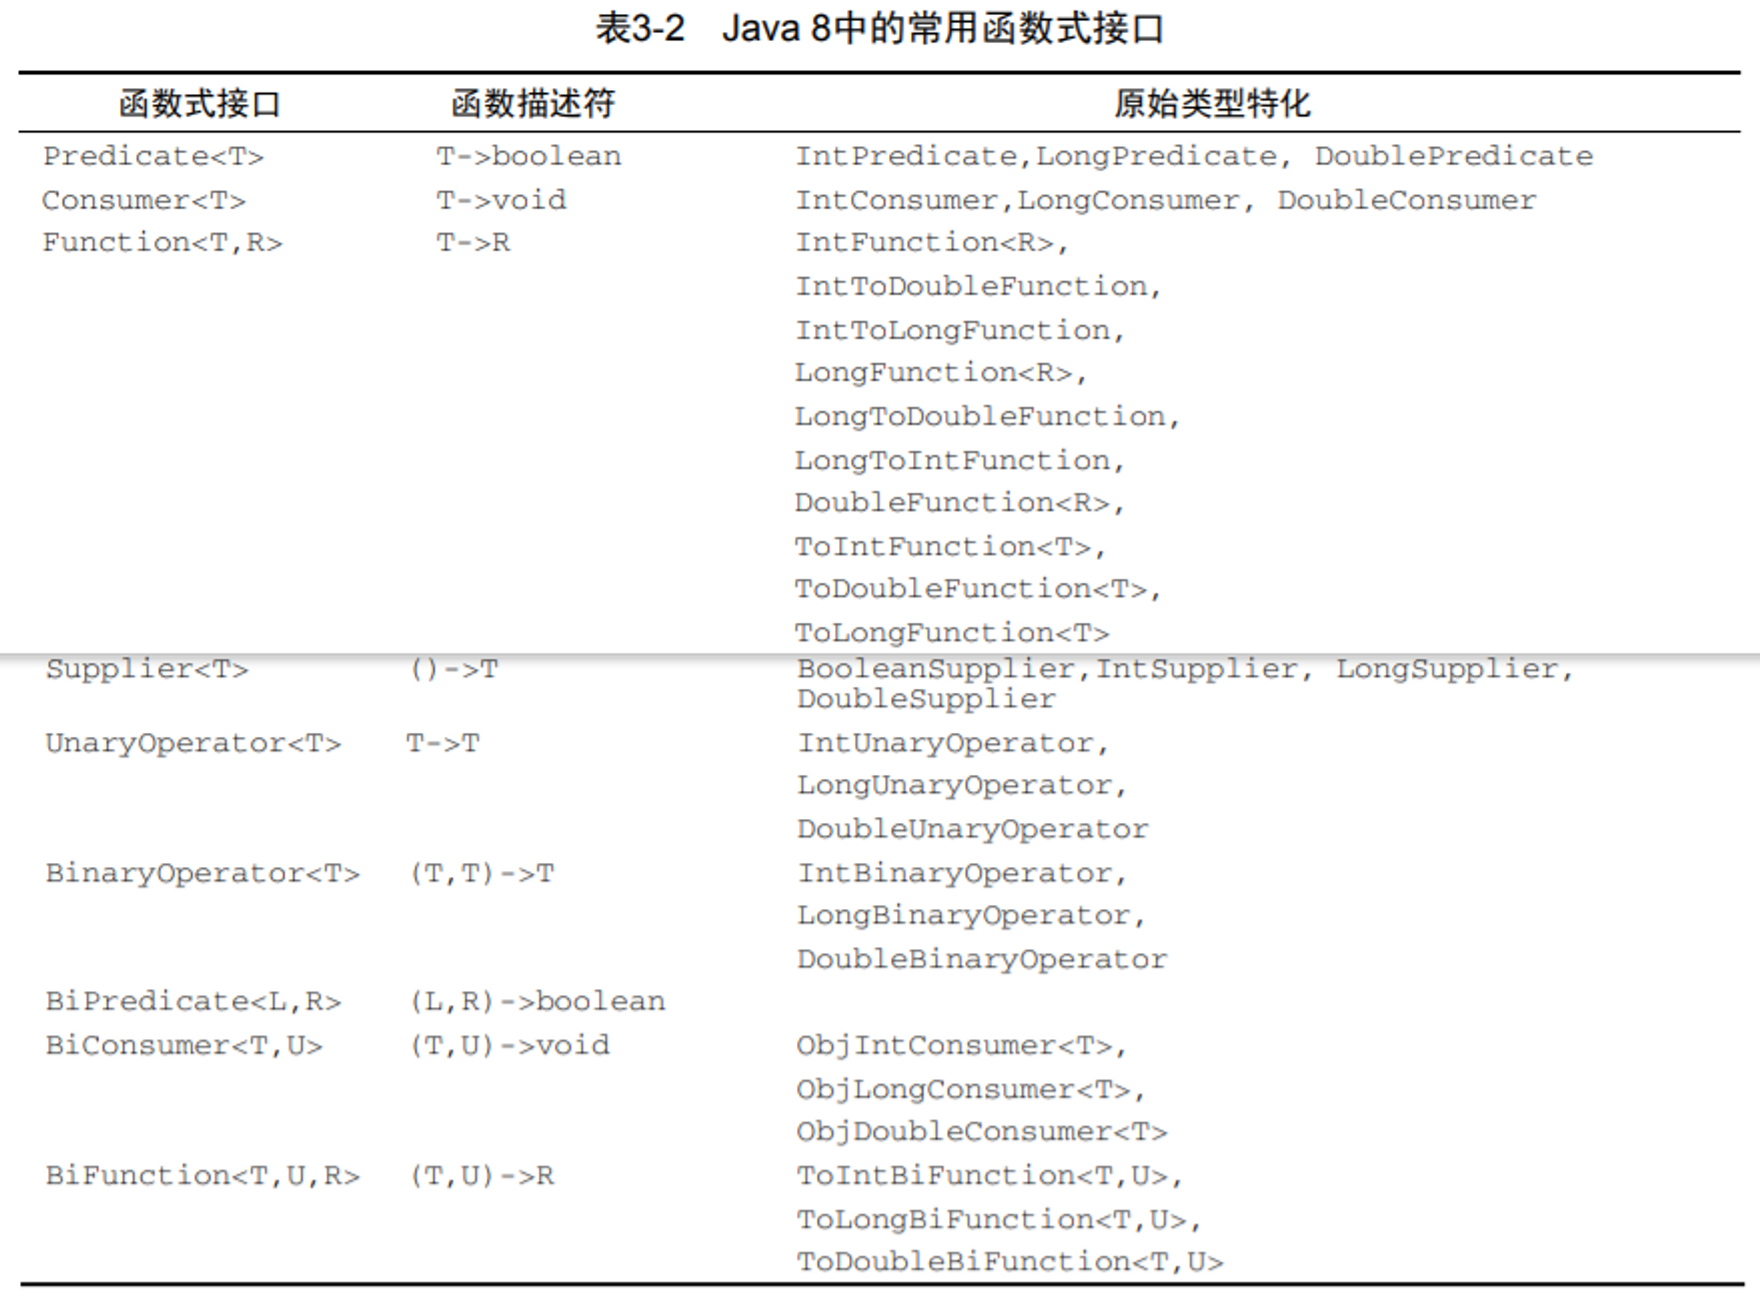 表3-2 Java 8中的常用函数式接口
函数式接口 函数描述符 原始类型特化
Predicate<T> T->boolean IntPredicate,LongPredicate, DoublePredicate
Consumer<T> T->void IntConsumer,LongConsumer, DoubleConsumer
Function<T,R> T->R IntFunction<R>,
IntToDoubleFunction,
IntToLongFunction,
LongFunction<R>,
LongToDoubleFunction,
LongToIntFunction,
DoubleFunction<R>,
ToIntFunction<T>,
ToDoubleFunction<T>,
ToLongFunction<T>
Supplier<T> ()->T BooleanSupplier,IntSupplier, LongSupplier,
DoubleSupplier
UnaryOperator<T> T->T IntUnaryOperator,
LongUnaryOperator,
DoubleUnaryOperator
BinaryOperator<T> (T,T)->T IntBinaryOperator,
LongBinaryOperator,
DoubleBinaryOperator
BiPredicate<L,R> (L,R)->boolean
BiConsumer<T,U> (T,U)->void ObjIntConsumer<T>,
ObjLongConsumer<T>,
ObjDoubleConsumer<T>
BiFunction<T,U,R> (T,U)->R ToIntBiFunction<T,U>,
ToLongBiFunction<T,U>,
ToDoubleBiFunction<T,U>